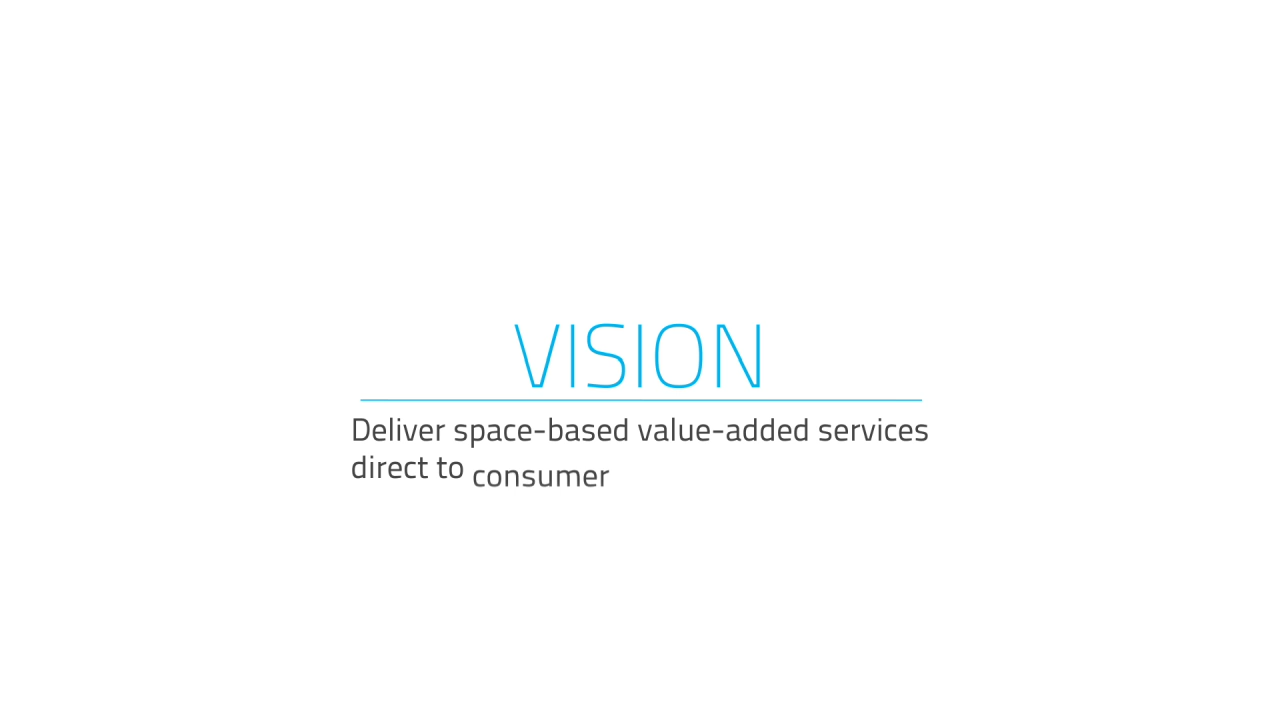 VISION
Deliver space-based value-added services
direct to consumer